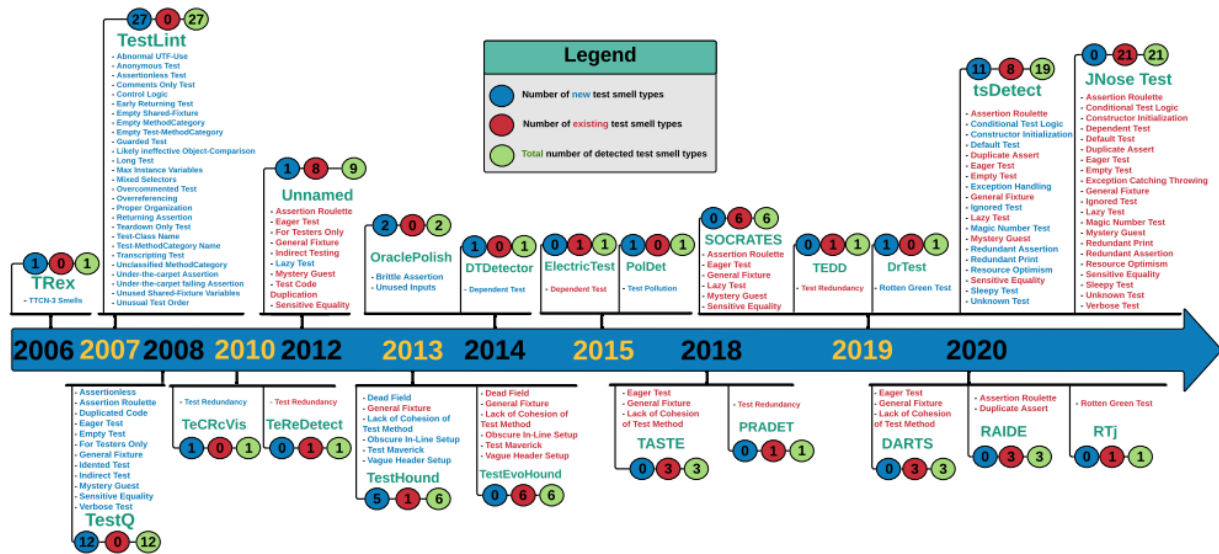 27 0 27
TestLint
- Abnormal UTF-Use
- Anonymous Test
- Assertionless Test
- Comments Only Test
- Control Logic
- Early Returning Test
- Empty Shared-Fixture
- Empty MethodCategory
- Empty Test-MethodCategory
- Guarded Test
- Likely ineffective Object-Comparison
- Long Test
- Max Instance Variables
- Mixed Selectors
- Overcommented Test
- Overreferencing
- Proper Organization
- Returning Assertion
- Teardown Only Test
- Test-Class Name
- Test-MethodCategory Name
- Transcripting Test
- Unclassified MethodCategory
- Under-the-carpet Assertion
- Under-the-carpet failing Assertion
- Unused Shared-Fixture Variables
- Unusual Test Order
1 0 1
TRex
- TTCN-3 Smells
1 8 9
Unnamed
- Assertion Roulette
- Eager Test
- For Testers Only
- General Fixture
- Indirect Testing
- Lazy Test
- Mystery Guest
- Test Code
Duplication
- Sensitive Equality
Legend
Number of new test smell types
Number of existing test smell types
Total number of detected test smell types
2 0 2
OraclePolish
- Brittle Assertion
- Unused Inputs
1 0 1
DTDetector
- Dependent Test
0 1 1
ElectricTest
- Dependent Test
1 0 1
PolDet
- Test Pollution
0 6 6
SOCRATES
- Assertion Roulette
- Eager Test
- General Fixture
- Lazy Test
- Mystery Guest
- Sensitive Equality
0 1 1
TEDD
- Test Redundancy
1 0 1
DrTest
- Rotten Green Test
11 8 19
tsDetect
- Assertion Roulette
- Conditional Test Logic
- Constructor Initialization
- Default Test
- Duplicate Assert
- Eager Test
- Empty Test
- Exception Handling
- General Fixture
- Ignored Test
- Lazy Test
- Magic Number Test
- Mystery Guest
- Redundant Assertion
- Redundant Print
- Resource Optimism
- Sensitive Equality
- Sleepy Test
- Unknown Test
0 21 21
JNose Test
- Assertion Roulette
- Conditional Test Logic
- Constructor Initialization
- Dependent Test
- Default Test
- Duplicate Assert
- Eager Test
- Empty Test
- Exception Catching Throwing
- General Fixture
- Ignored Test
- Lazy Test
- Magic Number Test
- Mystery Guest
- Redundant Print
- Redundant Assertion
- Resource Optimism
- Sensitive Equality
- Sleepy Test
- Unknown Test
- Verbose Test
2006 2007 2008 2010 2012 2013 2014 2015 2018 2019 2020
- Assertionless
- Assertion Roulette
- Duplicated Code
- Eager Test
- Empty Test
- For Testers Only
- General Fixture
- Idented Test
- Indirect Test
- Mystery Guest
- Sensitive Equality
- Verbose Test
TestQ
12 0 12
- Test Redundancy
TeCRcVis
1 0 1
- Test Redundancy
TeReDetect
0 1 1
- Dead Field
- General Fixture
- Lack of Cohesion of
Test Method
- Obscure In-Line Setup
- Test Maverick
- Vague Header Setup
TestHound
5 1 6
- Dead Field
- General Fixture
- Lack of Cohesion of
Test Method
- Obscure In-Line Setup
- Test Maverick
- Vague Header Setup
TestEvoHound
0 6 6
- Eager Test
- General Fixture
- Lack of Cohesion
of Test Method
TASTE
0 3 3
- Test Redundancy
PRADET
0 1 1
- Eager Test
- General Fixture
- Lack of Cohesion
of Test Method
DARTS
0 3 3
- Assertion Roulette
- Duplicate Assert
RAIDE
0 3 3
- Rotten Green Test
RTj
0 1 1